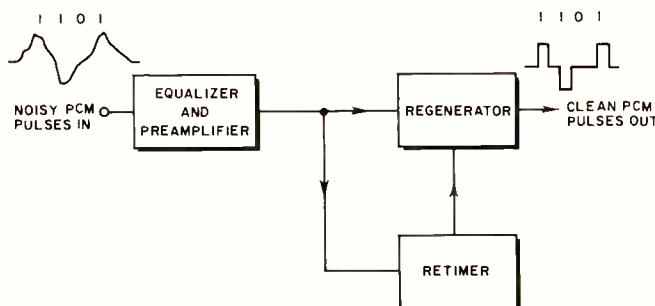 1 1 0 1
NOISY PCM
PULSES IN
EQUALIZER
AND
PREAMPLIFIER
REGENERATOR
1 1 0 1
CLEAN PCM
PULSES OUT
RETIMER